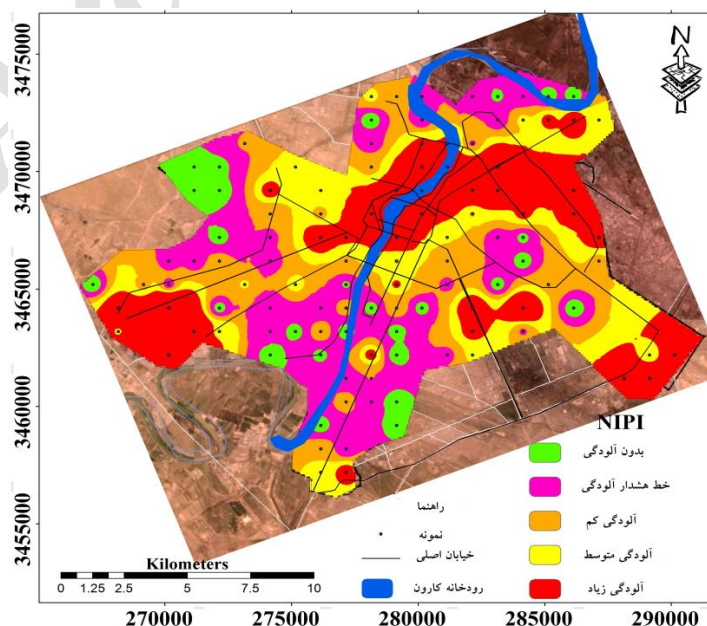 N
3475000
3470000
3465000
3460000
3455000
NIPI
بدون آلودگی
خط هشدار آلودگی
آلودگی کم
آلودگی متوسط
آلودگی زیاد
راهنما
نمونه
خیابان اصلی
رودخانه کارون
Kilometers
0 1.25 2.5 5 7.5 10
270000 275000 280000 285000 290000